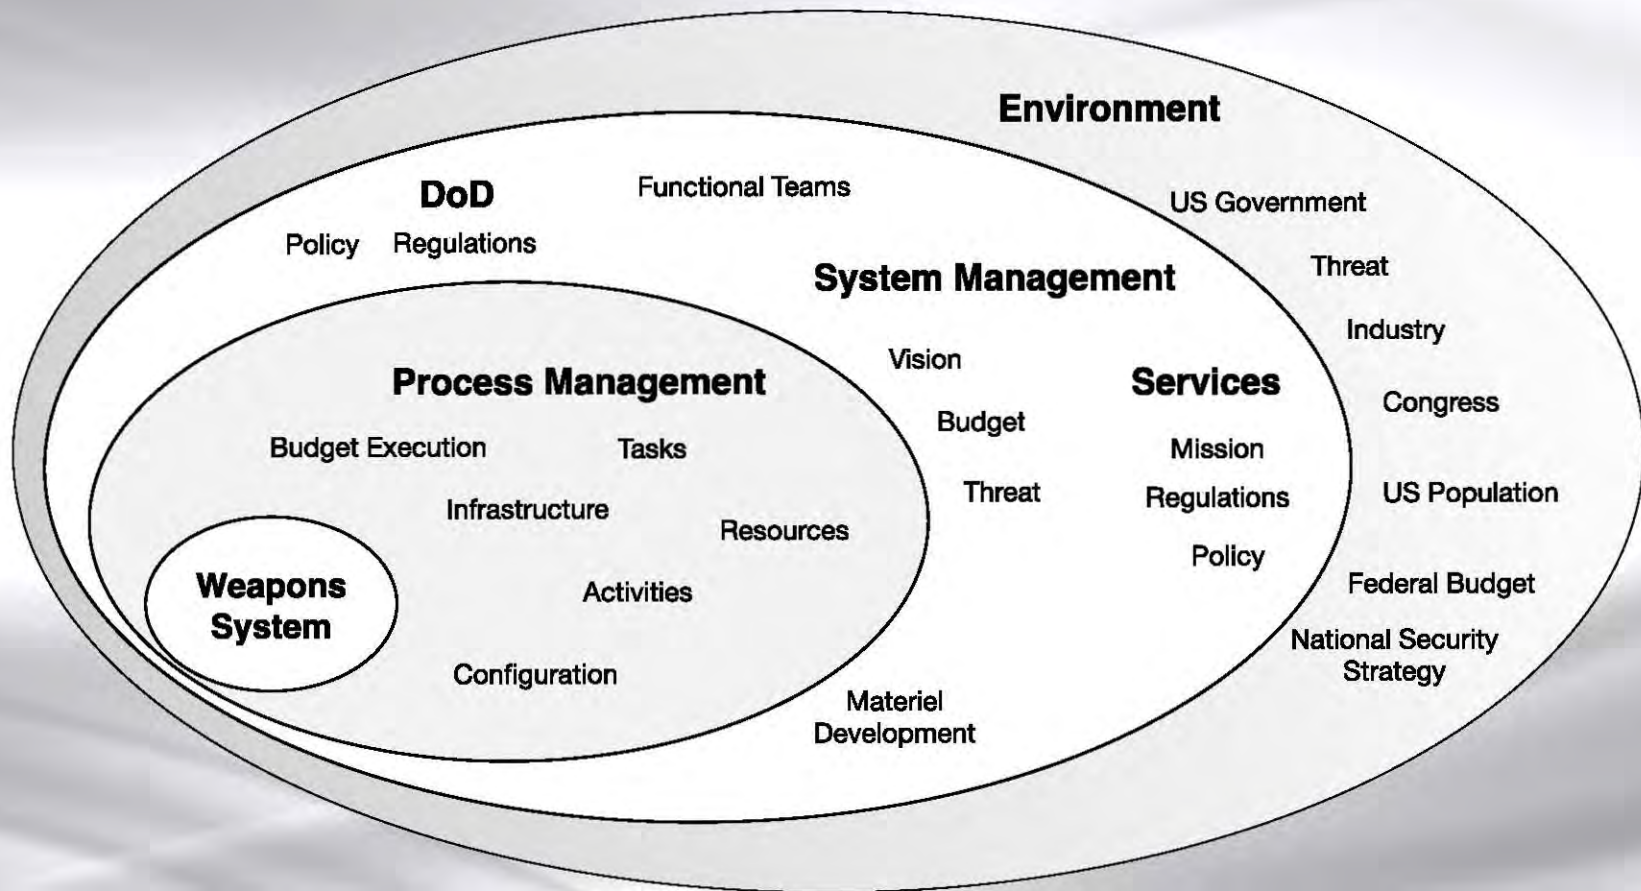 Environment
DoD
Functional Teams
US Government
Policy
Regulations
Threat
System Management
Industry
Vision
Process Management
Services
Congress
Budget
Budget Execution
Tasks
Mission
Threat
Regulations
US Population
Infrastructure
Resources
Policy
Weapons
System
Activities
Federal Budget
National Security
Strategy
Configuration
Materiel
Development